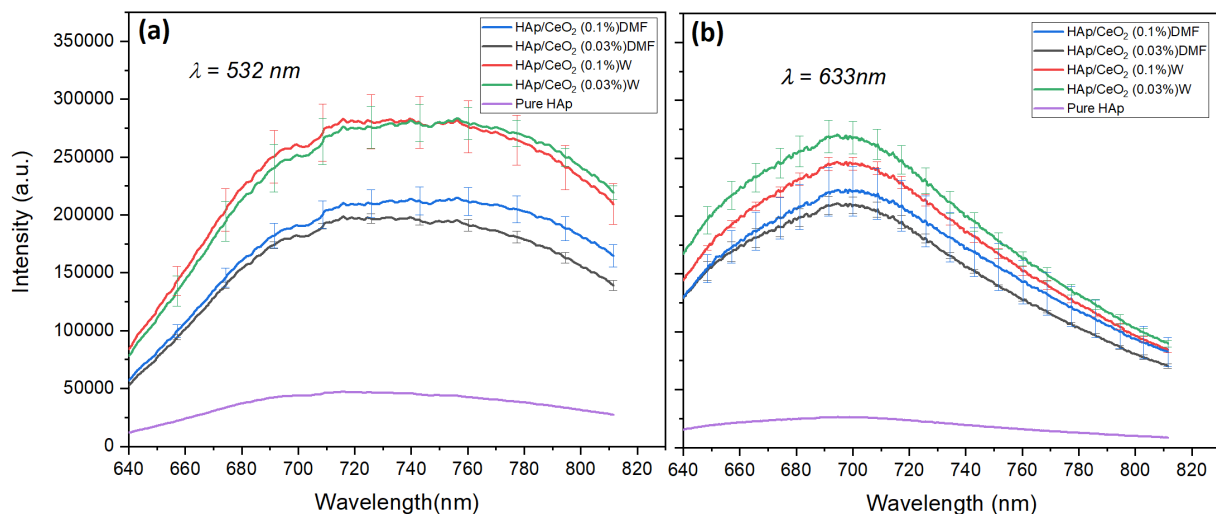 (a)
λ = 532 nm
HAp/CeO₂ (0.1%)DMF
HAp/CeO₂ (0.03%)DMF
HAp/CeO₂ (0.1%)W
HAp/CeO₂ (0.03%)W
Pure HAp
Intensity (a.u.)
350000
300000
250000
200000
150000
100000
50000
0
640 660 680 700 720 740 760 780 800 820
Wavelength(nm)
(b)
λ = 633nm
HAp/CeO₂ (0.1%)DMF
HAp/CeO₂ (0.03%)DMF
HAp/CeO₂ (0.1%)W
HAp/CeO₂ (0.03%)W
Pure HAp
640 660 680 700 720 740 760 780 800 820
Wavelength (nm)